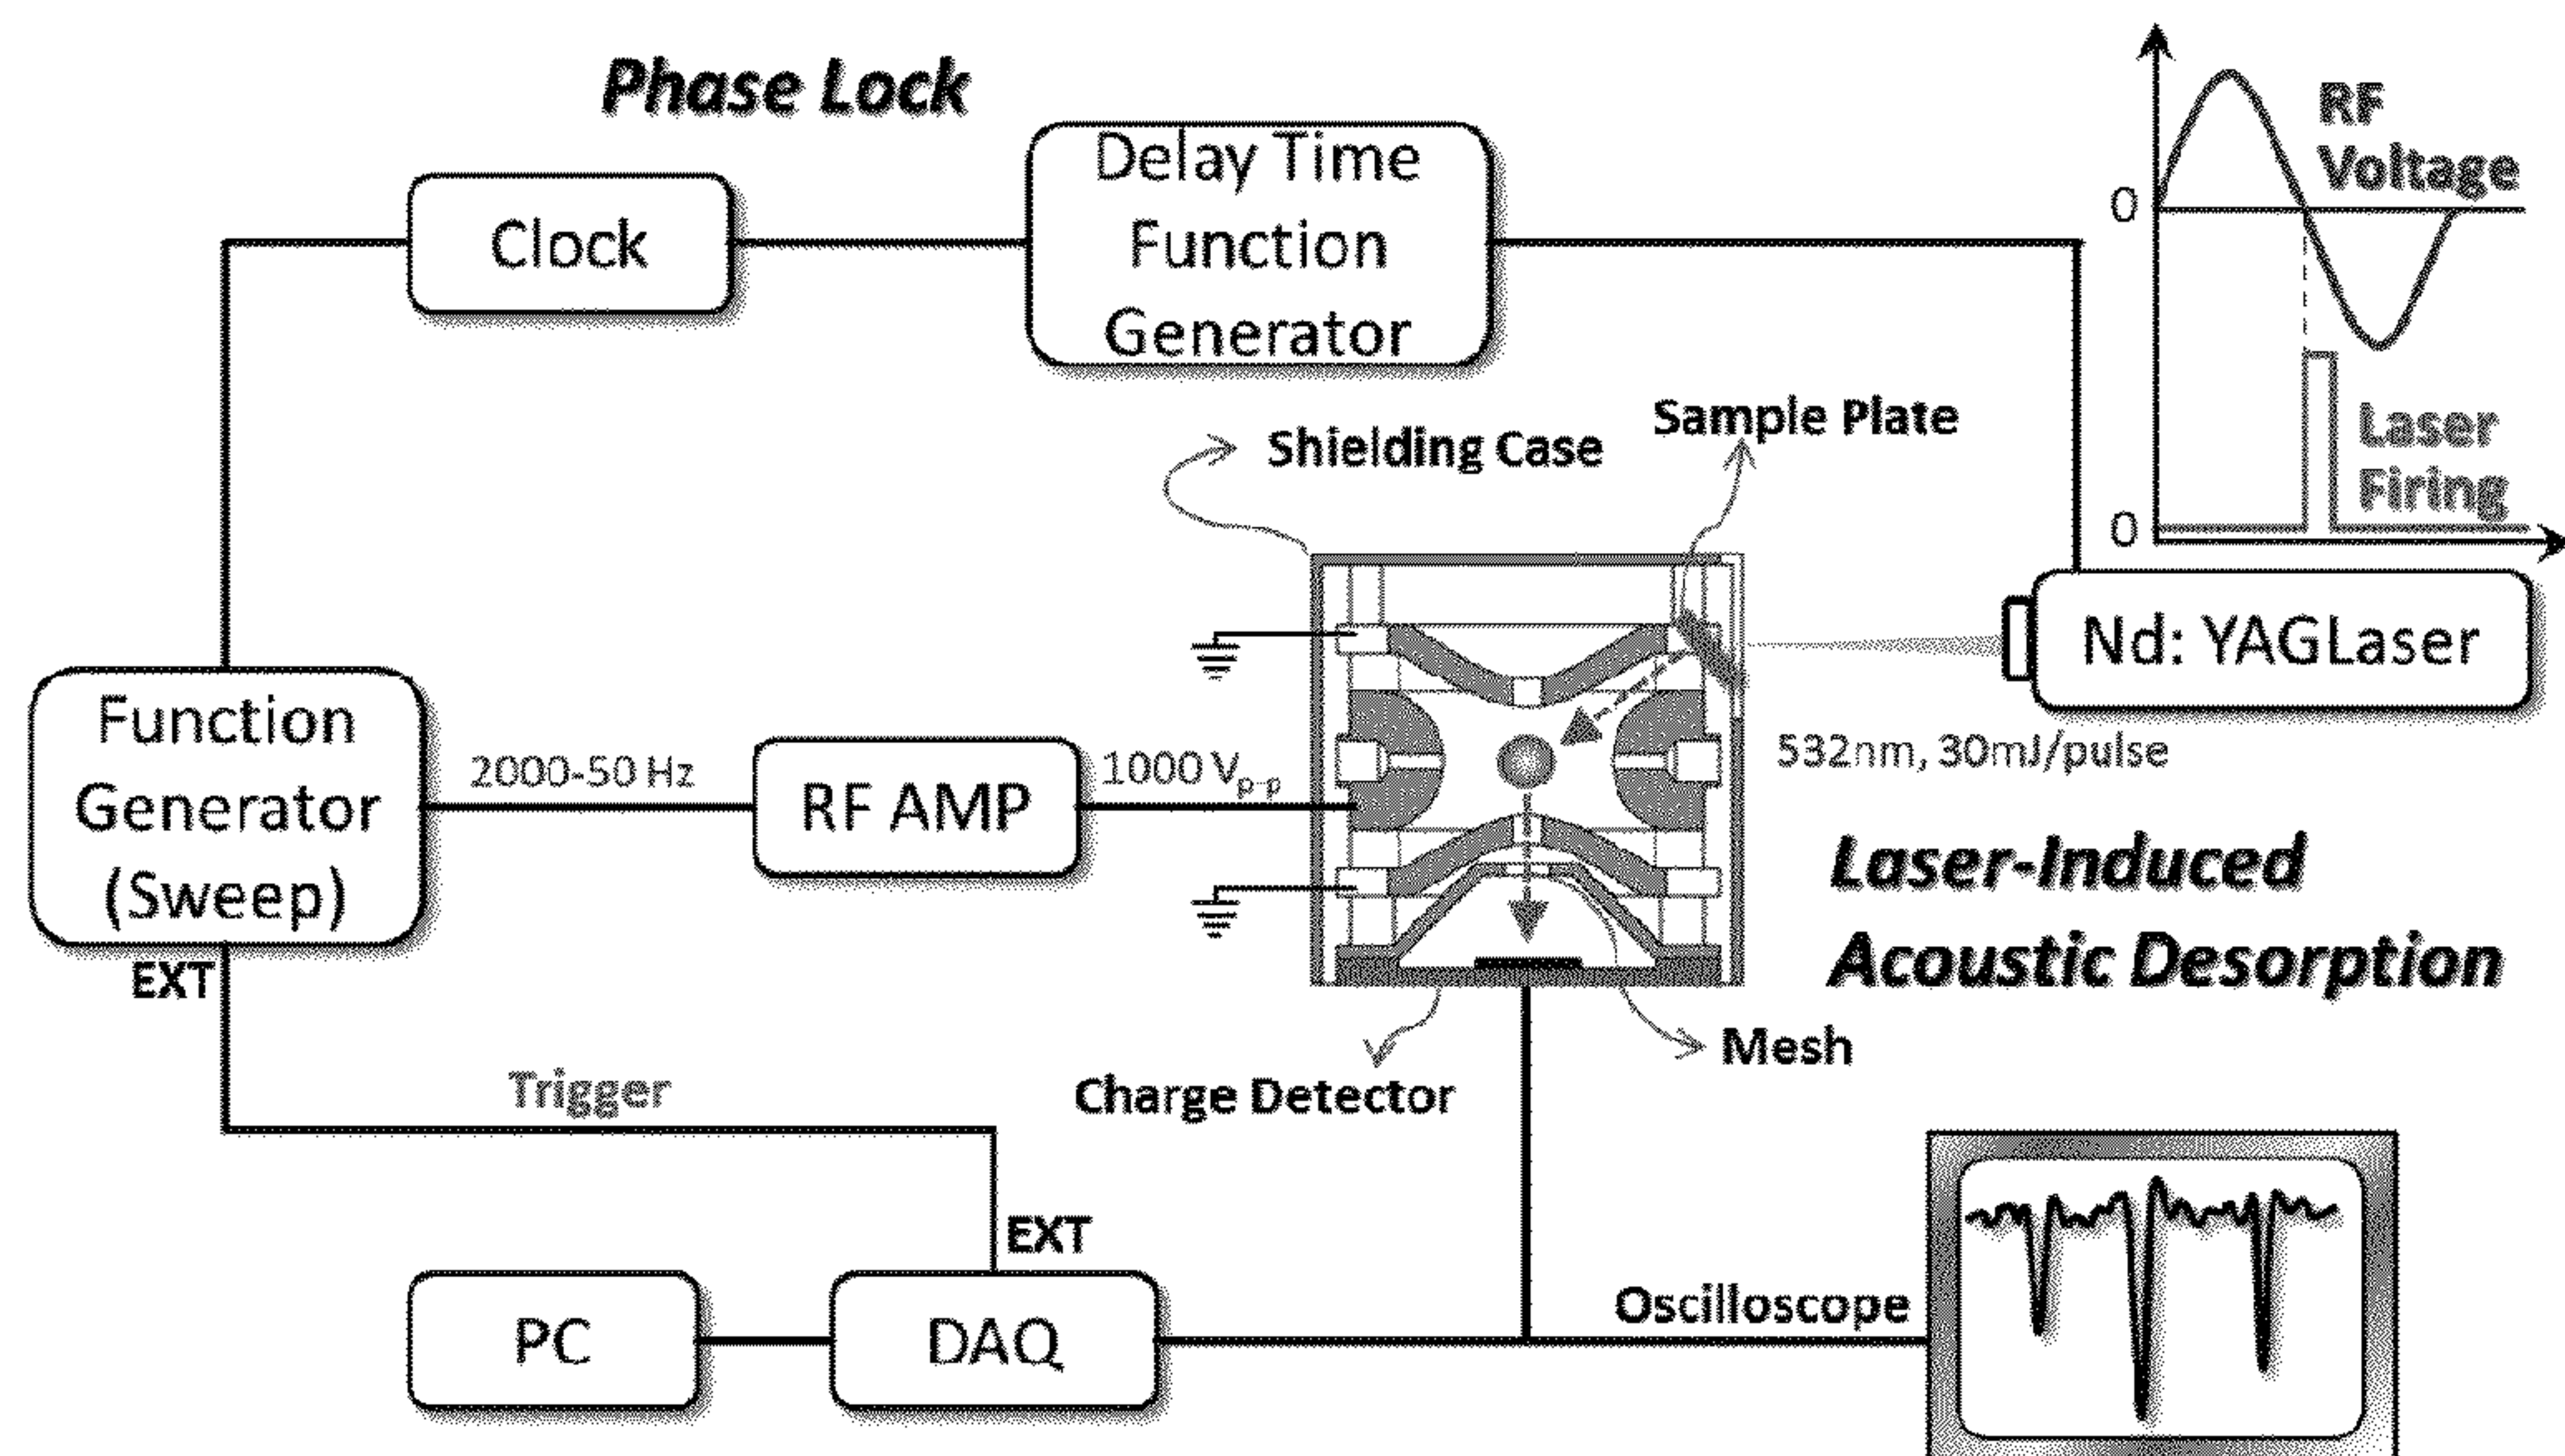 Phase Lock
Clock
Delay Time
Function
Generator
RF
Voltage
0
Laser
Firing
0
Shielding Case
Sample Plate
Nd: YAGLaser
532nm, 30mJ/pulse
Function
Generator
(Sweep)
2000-50 Hz
RF AMP
1000 Vp-p
Laser-Induced
Acoustic Desorption
EXT
Trigger
Charge Detector
Mesh
EXT
PC
DAQ
Oscilloscope